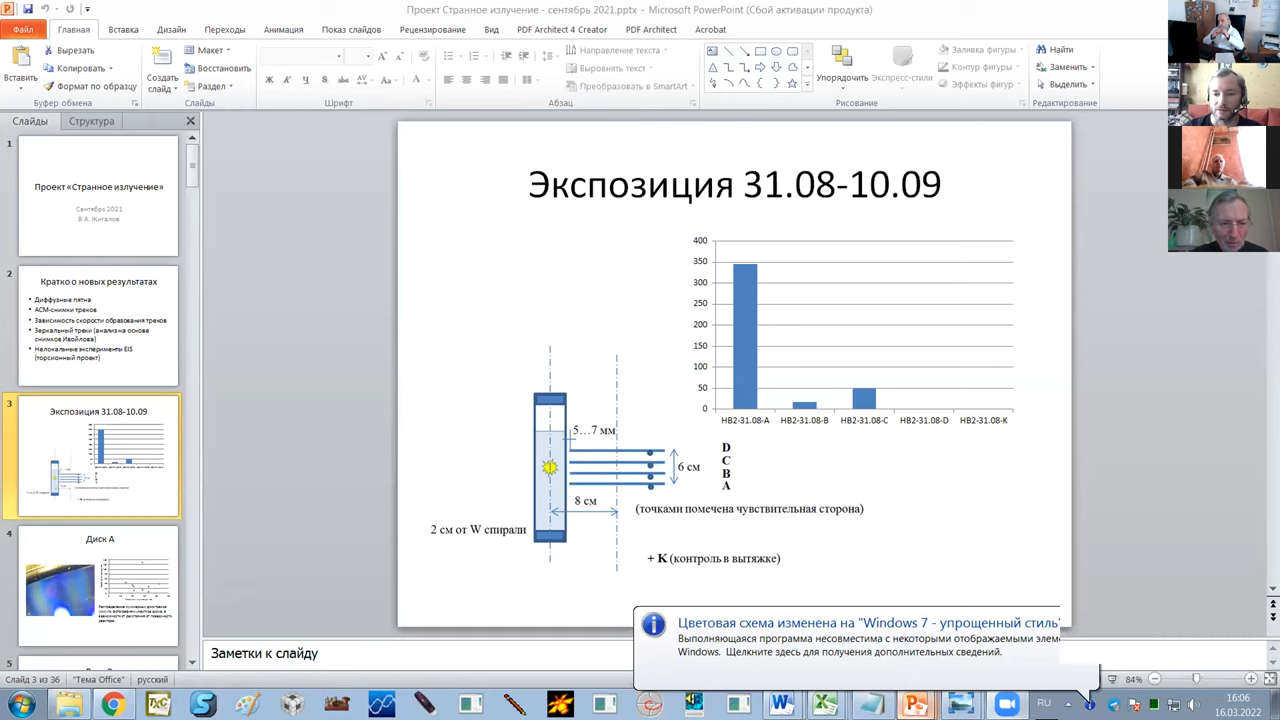 Проект Странное излучение - сентябрь 2021.pptx - Microsoft PowerPoint (Сбой активации продукта)
Файл Главная Вставка Дизайн Переходы Анимация Показ слайдов Рецензирование Вид PDF Architect 4 Creator PDF Architect Acrobat
Вставить
Вырезать
Копировать
Формат по образцу
Буфер обмена
Создать слайд
Макет
Восстановить
Раздел
Слайды
Шрифт
Направление текста
Выровнять текст
Преобразовать в SmartArt
Абзац
Упорядочить
Экспресс-стили
Заливка фигуры
Контур фигуры
Эффекты фигур
Рисование
Найти
Заменить
Выделить
Редактирование
Слайды Структура
1
Проект «Странное излучение»
Сентябрь 2021
В.А. Жигалов
2
Кратко о новых результатах
• Диффузные пятна
• АСМ-снимки треков
• Зависимость скорости образования треков
• Зеркальный треки (анализ на основе
снимков Ивойлова)
• Нелокальные эксперименты EIS
(торсионный проект)
3
Экспозиция 31.08-10.09
4
Диск А
5
Экспозиция 31.08-10.09
400
350
300
250
200
150
100
50
0
НВ2-31.08-A НВ2-31.08-B НВ2-31.08-C НВ2-31.08-D НВ2-31.08-K
5…7 мм
6 см
8 см
2 см от W спирали
D
C
B
A
(точками помечена чувствительная сторона)
+ K (контроль в вытяжке)
Цветовая схема изменена на "Windows 7 - упрощенный стиль"
Выполняющаяся программа несовместима с некоторыми отображаемыми элем
Windows. Щелкните здесь для получения дополнительных сведений.
Заметки к слайду
Слайд 3 из 36 "Тема Office" русский 84%
RU 16:06
16.03.2022